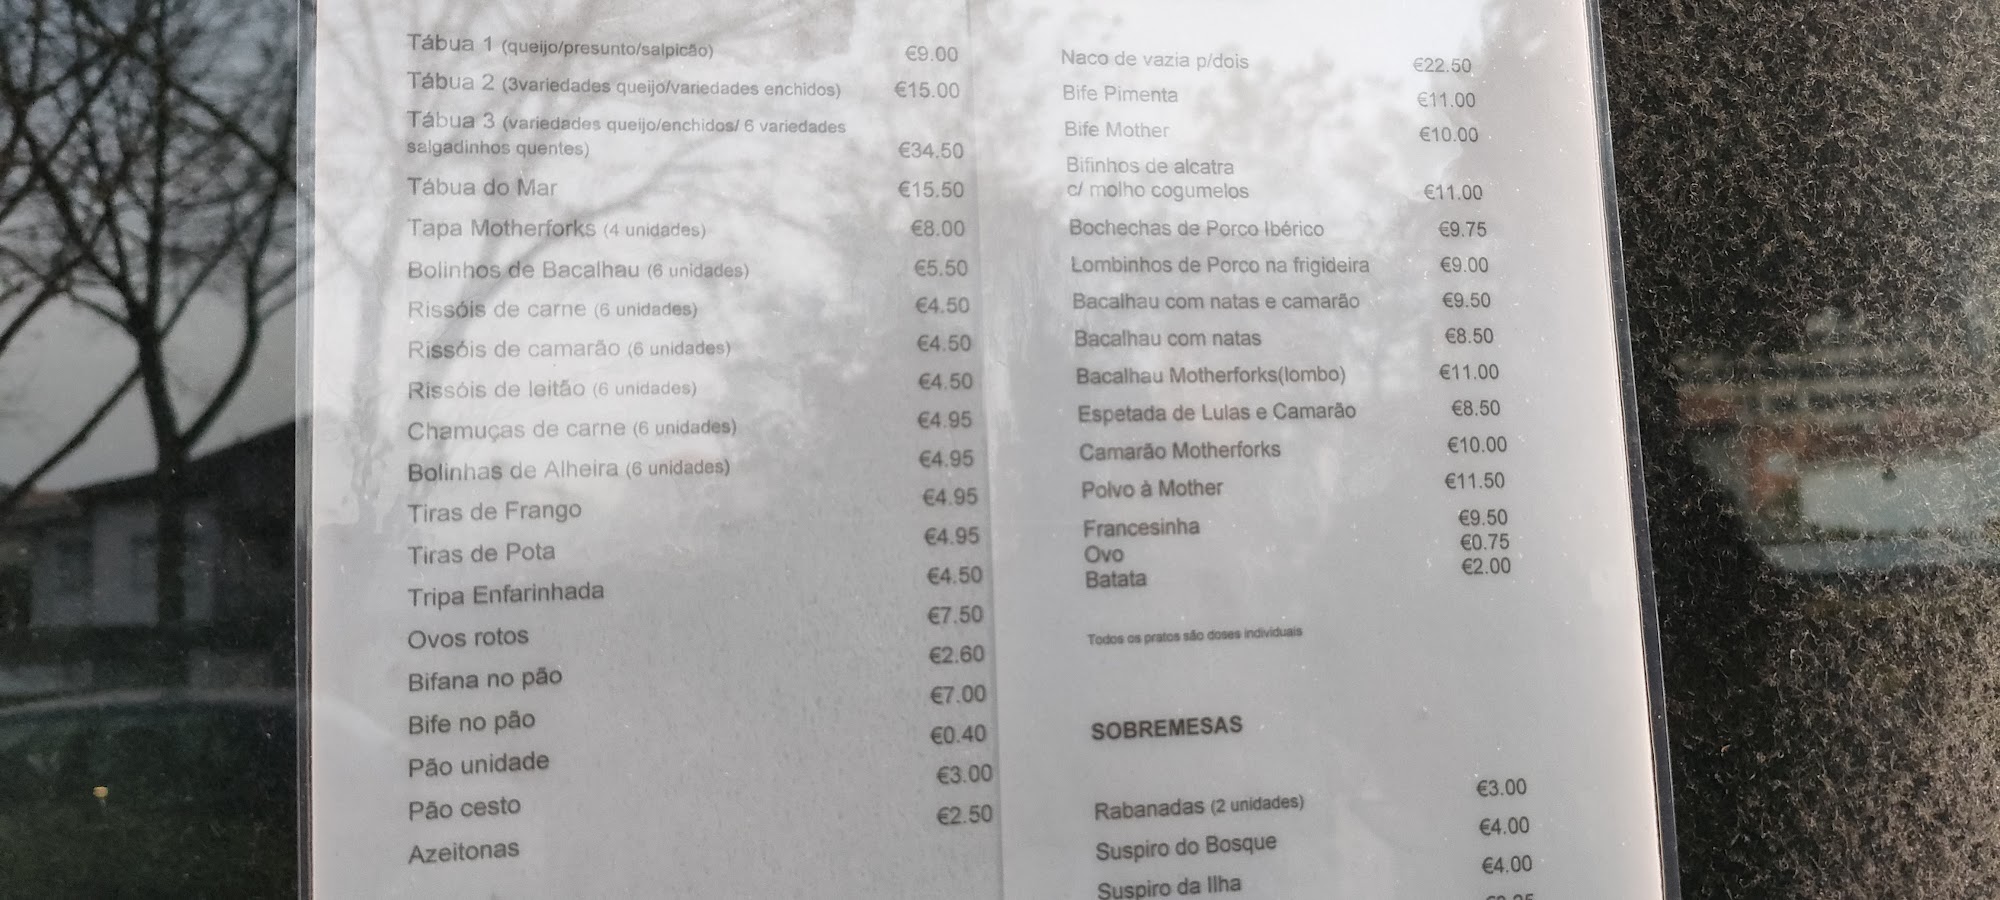 Tábua 1 (queijo/presunto/salpicão) €9.00
Tábua 2 (3variedades queijo/variedades enchidos) €15.00
Tábua 3 (variedades queijo/enchidos/ 6 variedades
salgadinhos quentes) €34.50
Tábua do Mar €15.50
Tapa Motherforks (4 unidades) €8.00
Bolinhos de Bacalhau (6 unidades) €5.50
Rissóis de carne (6 unidades) €4.50
Rissóis de camarão (6 unidades) €4.50
Rissóis de leitão (6 unidades) €4.50
Chamuças de carne (6 unidades) €4.95
Bolinhas de Alheira (6 unidades) €4.95
Tiras de Frango €4.95
Tiras de Pota €4.95
Tripa Enfarinhada €4.50
Ovos rotos €7.50
Bifana no pão €2.60
Bife no pão €7.00
Pão unidade €0.40
Pão cesto €3.00
Azeitonas €2.50
Naco de vazia p/dois €22.50
Bife Pimenta €11.00
Bife Mother €10.00
Bifinhos de alcatra
c/ molho cogumelos €11.00
Bochechas de Porco Ibérico €9.75
Lombinhos de Porco na frigideira €9.00
Bacalhau com natas e camarão €9.50
Bacalhau com natas €8.50
Bacalhau Motherforks(lombo) €11.00
Espetada de Lulas e Camarão €8.50
Camarão Motherforks €10.00
Polvo à Mother €11.50
Francesinha €9.50
Ovo €0.75
Batata €2.00
Todos os pratos são doses individuais
SOBREMESAS
Rabanadas (2 unidades) €3.00
Suspiro do Bosque €4.00
Suspiro da Ilha €4.00